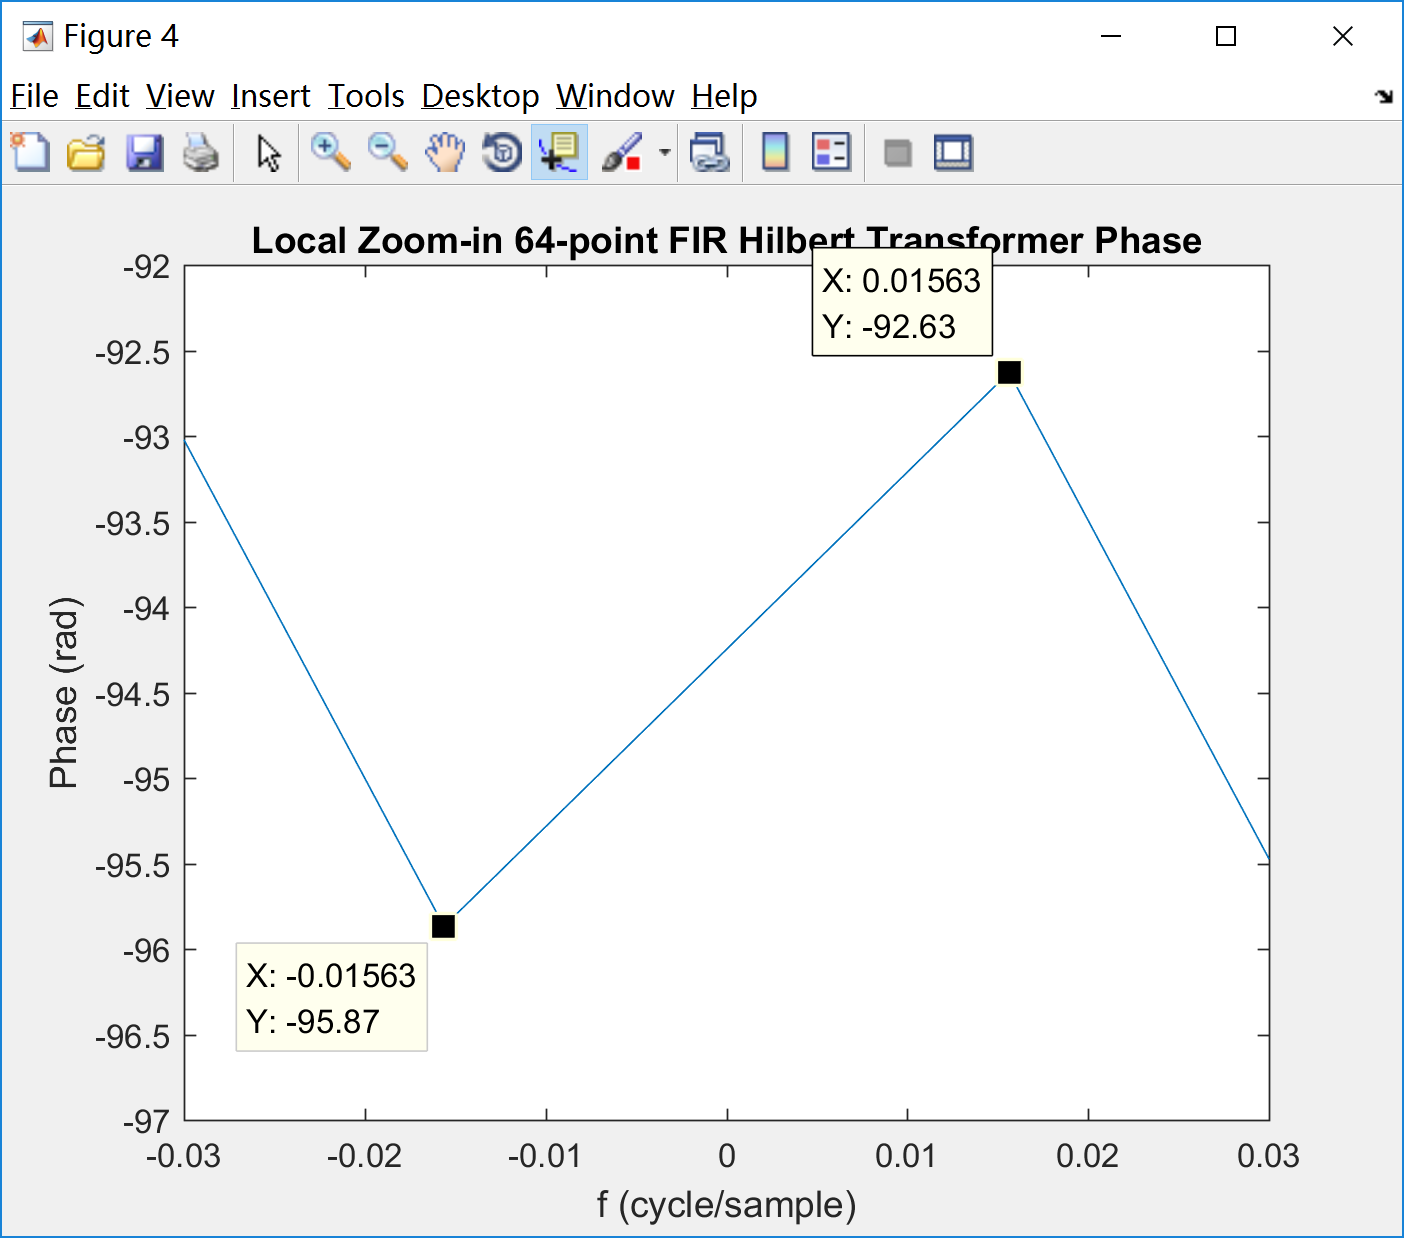 Figure 4
File Edit View Insert Tools Desktop Window Help
Local Zoom-in 64-point FIR Hilbert Transformer Phase
X: 0.01563
Y: -92.63
X: -0.01563
Y: -95.87
-92
-92.5
-93
-93.5
-94
-94.5
-95
-95.5
-96
-96.5
-97
Phase (rad)
-0.03 -0.02 -0.01 0 0.01 0.02 0.03
f (cycle/sample)